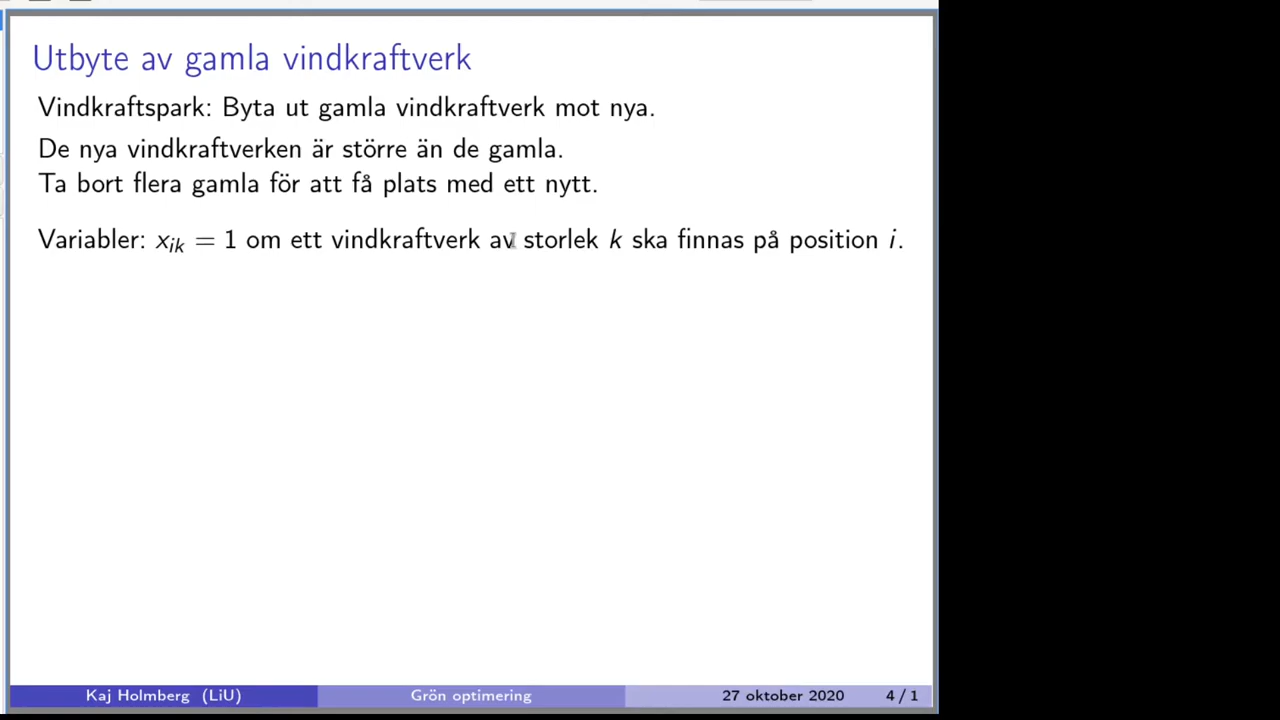 Utbyte av gamla vindkraftverk
Vindkraftspark: Byta ut gamla vindkraftverk mot nya.
De nya vindkraftverken är större än de gamla.
Ta bort flera gamla för att få plats med ett nytt.
Variabler: x_{ik} = 1 om ett vindkraftverk av storlek k ska finnas på position i.
Kaj Holmberg (LiU) Grön optimering 27 oktober 2020 4 / 1